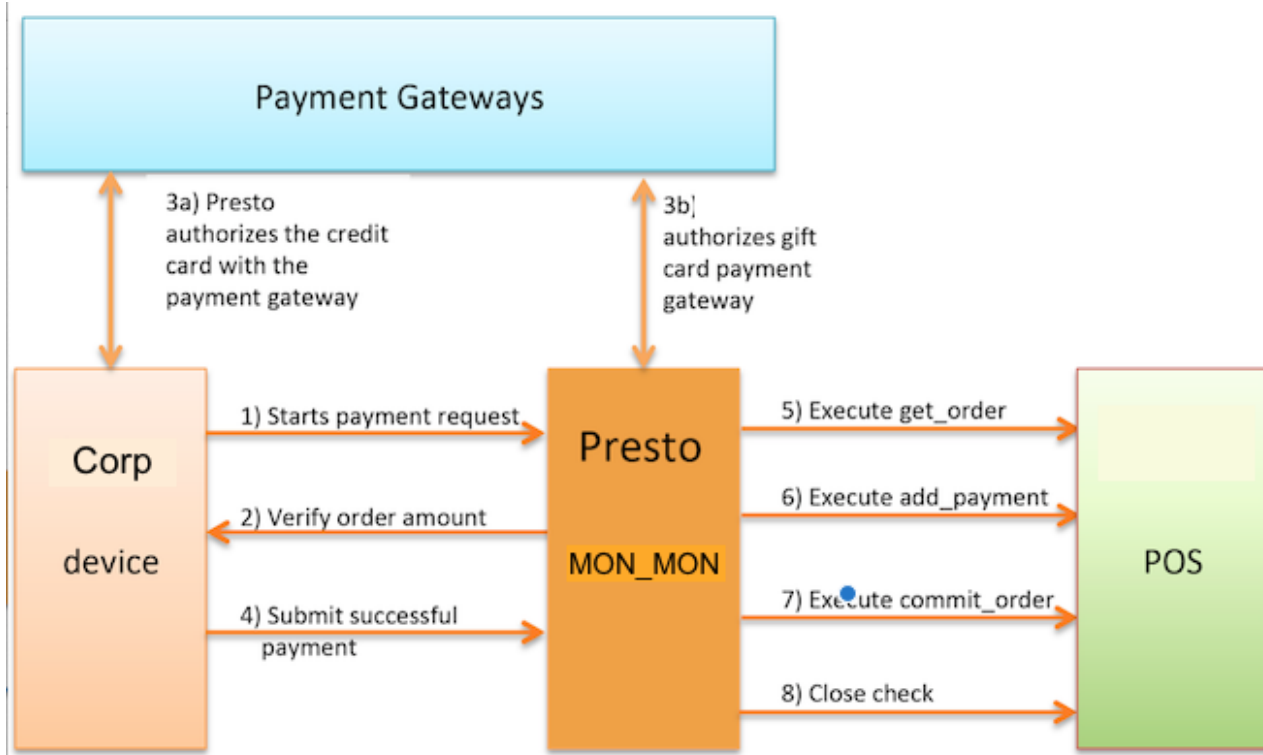 Payment Gateways
3a) Presto
authorizes the credit
card with the
payment gateway
3b)
authorizes gift
card payment
gateway
Corp
device
1) Starts payment request
2) Verify order amount
4) Submit successful
payment
Presto
MON_MON
5) Execute get_order
6) Execute add_payment
7) Execute commit_order
8) Close check
POS